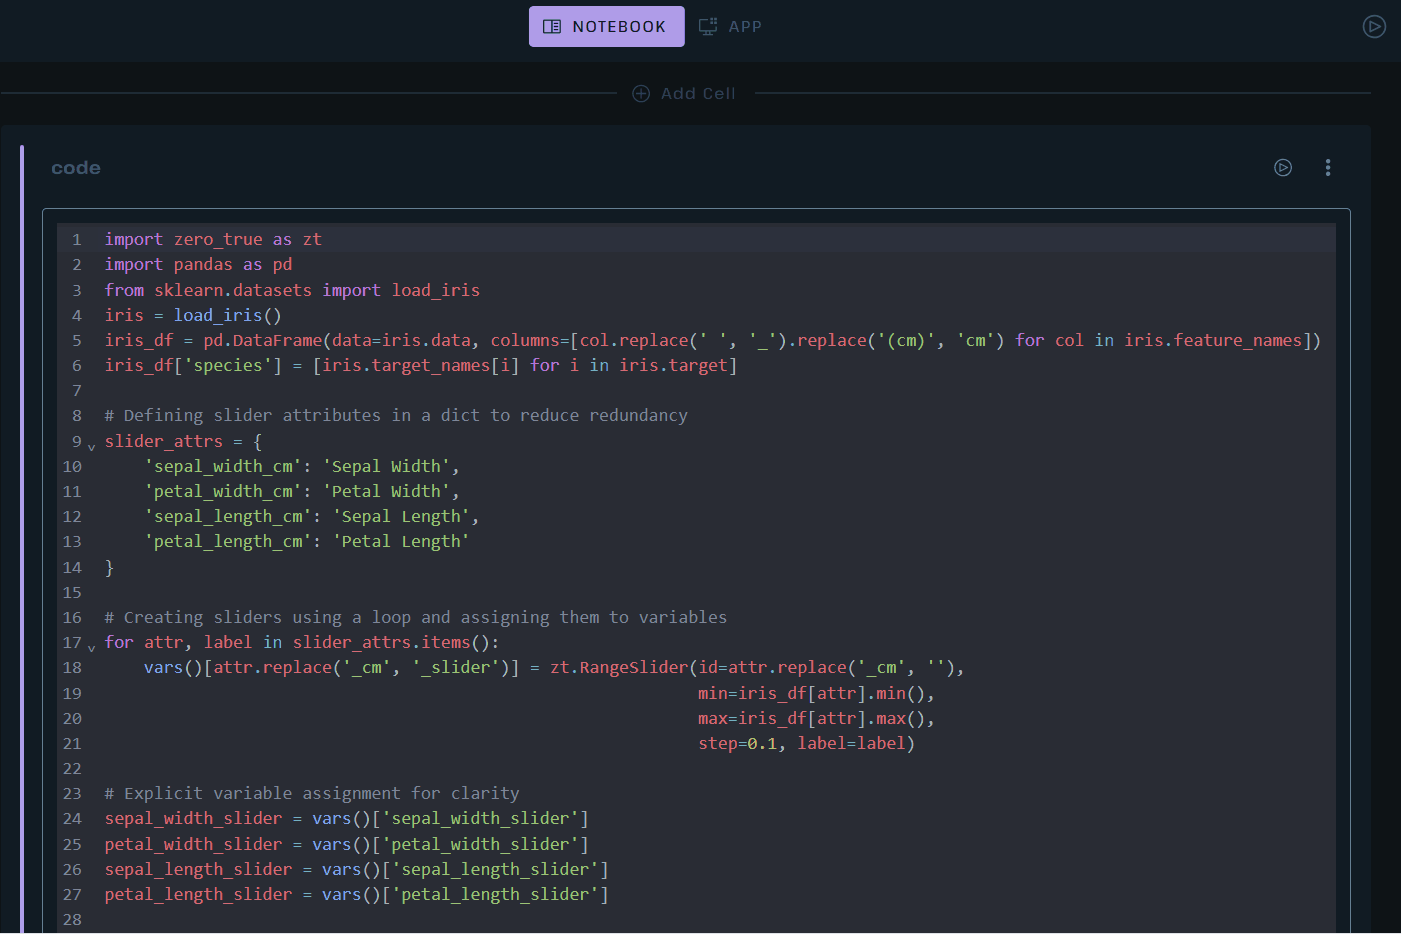 NOTEBOOK APP
Add Cell
code
1 import zero_true as zt
2 import pandas as pd
3 from sklearn.datasets import load_iris
4 iris = load_iris()
5 iris_df = pd.DataFrame(data=iris.data, columns=[col.replace(' ', '_').replace('(cm)', 'cm') for col in iris.feature_names])
6 iris_df['species'] = [iris.target_names[i] for i in iris.target]
7
8 # Defining slider attributes in a dict to reduce redundancy
9 slider_attrs = {
10     'sepal_width_cm': 'Sepal Width',
11     'petal_width_cm': 'Petal Width',
12     'sepal_length_cm': 'Sepal Length',
13     'petal_length_cm': 'Petal Length'
14 }
15
16 # Creating sliders using a loop and assigning them to variables
17 for attr, label in slider_attrs.items():
18     vars()[attr.replace('_cm', '_slider')] = zt.RangeSlider(id=attr.replace('_cm', ''),
19                                                             min=iris_df[attr].min(),
20                                                             max=iris_df[attr].max(),
21                                                             step=0.1, label=label)
22
23 # Explicit variable assignment for clarity
24 sepal_width_slider = vars()['sepal_width_slider']
25 petal_width_slider = vars()['petal_width_slider']
26 sepal_length_slider = vars()['sepal_length_slider']
27 petal_length_slider = vars()['petal_length_slider']
28